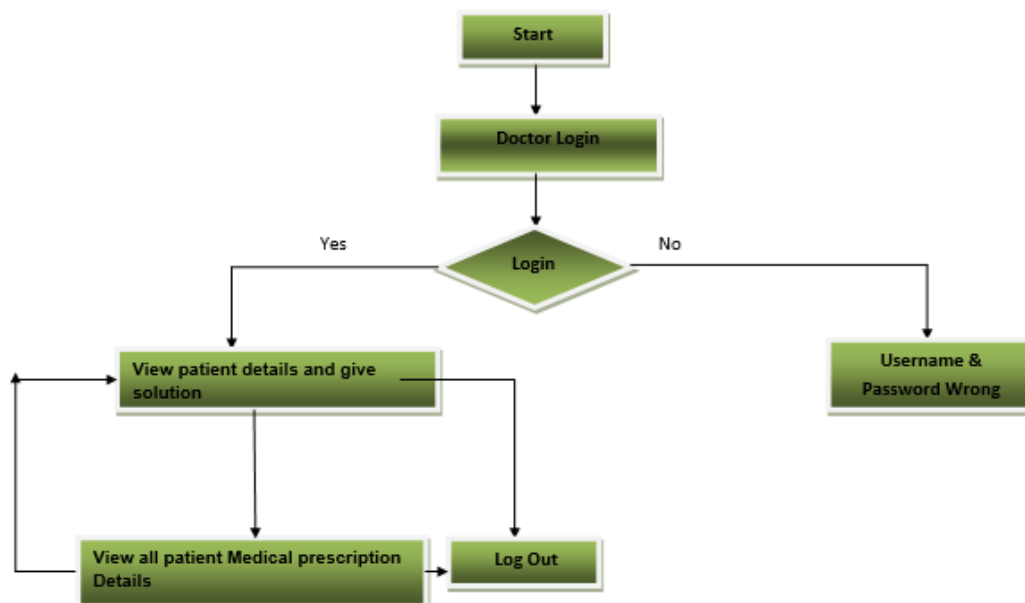 Start
Doctor Login
Yes
No
Login
View patient details and give
solution
Username &
Password Wrong
View all patient Medical prescription
Details
Log Out